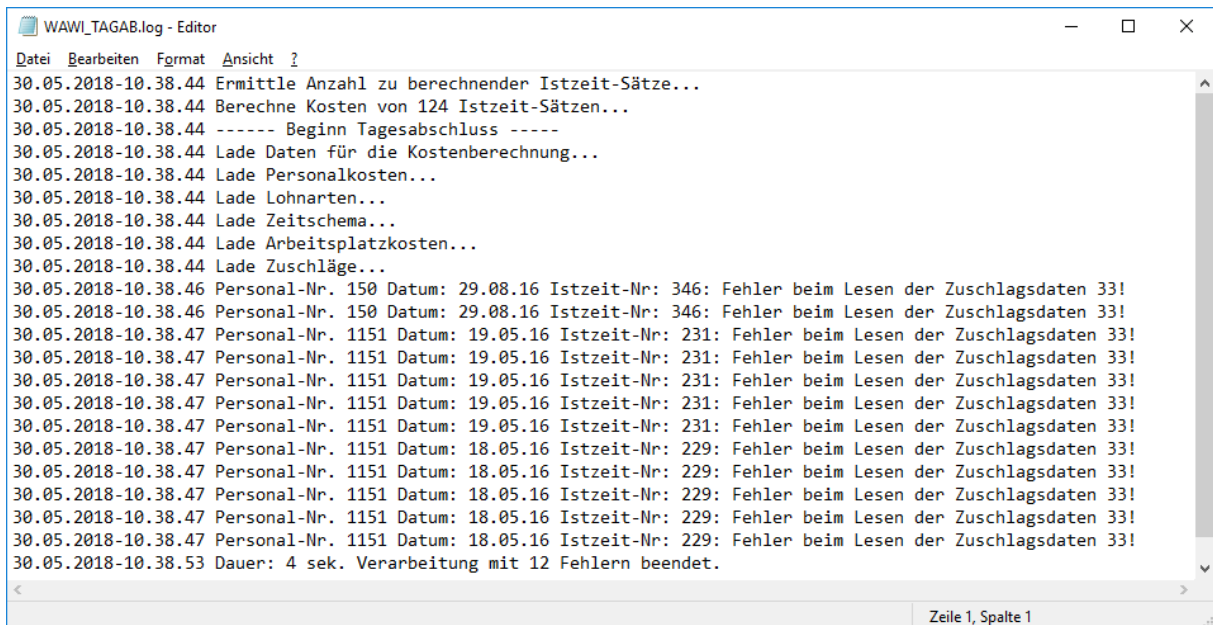 WAWI_TAGAB.log - Editor
Datei Bearbeiten Format Ansicht ?
30.05.2018-10.38.44 Ermittle Anzahl zu berechnender Istzeit-Sätze...
30.05.2018-10.38.44 Berechne Kosten von 124 Istzeit-Sätzen...
30.05.2018-10.38.44 ------ Beginn Tagesabschluss -----
30.05.2018-10.38.44 Lade Daten für die Kostenberechnung...
30.05.2018-10.38.44 Lade Personalkosten...
30.05.2018-10.38.44 Lade Lohnarten...
30.05.2018-10.38.44 Lade Zeitschema...
30.05.2018-10.38.44 Lade Arbeitsplatzkosten...
30.05.2018-10.38.44 Lade Zuschläge...
30.05.2018-10.38.46 Personal-Nr. 150 Datum: 29.08.16 Istzeit-Nr: 346: Fehler beim Lesen der Zuschlagsdaten 33!
30.05.2018-10.38.46 Personal-Nr. 150 Datum: 29.08.16 Istzeit-Nr: 346: Fehler beim Lesen der Zuschlagsdaten 33!
30.05.2018-10.38.47 Personal-Nr. 1151 Datum: 19.05.16 Istzeit-Nr: 231: Fehler beim Lesen der Zuschlagsdaten 33!
30.05.2018-10.38.47 Personal-Nr. 1151 Datum: 19.05.16 Istzeit-Nr: 231: Fehler beim Lesen der Zuschlagsdaten 33!
30.05.2018-10.38.47 Personal-Nr. 1151 Datum: 19.05.16 Istzeit-Nr: 231: Fehler beim Lesen der Zuschlagsdaten 33!
30.05.2018-10.38.47 Personal-Nr. 1151 Datum: 19.05.16 Istzeit-Nr: 231: Fehler beim Lesen der Zuschlagsdaten 33!
30.05.2018-10.38.47 Personal-Nr. 1151 Datum: 19.05.16 Istzeit-Nr: 231: Fehler beim Lesen der Zuschlagsdaten 33!
30.05.2018-10.38.47 Personal-Nr. 1151 Datum: 18.05.16 Istzeit-Nr: 229: Fehler beim Lesen der Zuschlagsdaten 33!
30.05.2018-10.38.47 Personal-Nr. 1151 Datum: 18.05.16 Istzeit-Nr: 229: Fehler beim Lesen der Zuschlagsdaten 33!
30.05.2018-10.38.47 Personal-Nr. 1151 Datum: 18.05.16 Istzeit-Nr: 229: Fehler beim Lesen der Zuschlagsdaten 33!
30.05.2018-10.38.47 Personal-Nr. 1151 Datum: 18.05.16 Istzeit-Nr: 229: Fehler beim Lesen der Zuschlagsdaten 33!
30.05.2018-10.38.47 Personal-Nr. 1151 Datum: 18.05.16 Istzeit-Nr: 229: Fehler beim Lesen der Zuschlagsdaten 33!
30.05.2018-10.38.53 Dauer: 4 sek. Verarbeitung mit 12 Fehlern beendet.
Zeile 1, Spalte 1